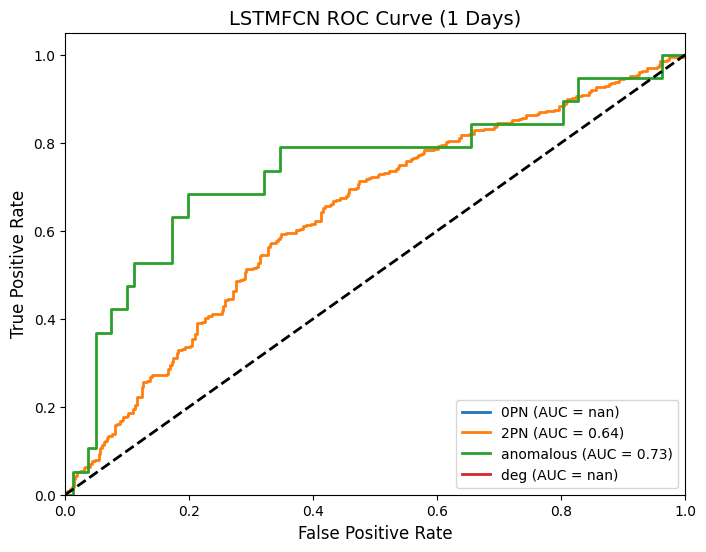 LSTMFCN ROC Curve (1 Days)
True Positive Rate
1.0
0.8
0.6
0.4
0.2
0.0
0PN (AUC = nan)
2PN (AUC = 0.64)
anomalous (AUC = 0.73)
deg (AUC = nan)
0.0 0.2 0.4 0.6 0.8 1.0
False Positive Rate